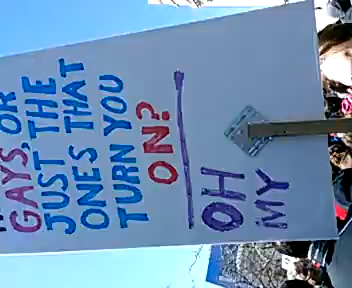 GAYS, OR
JUST THE
ONES THAT
TURN YOU
ON?
OH
MY